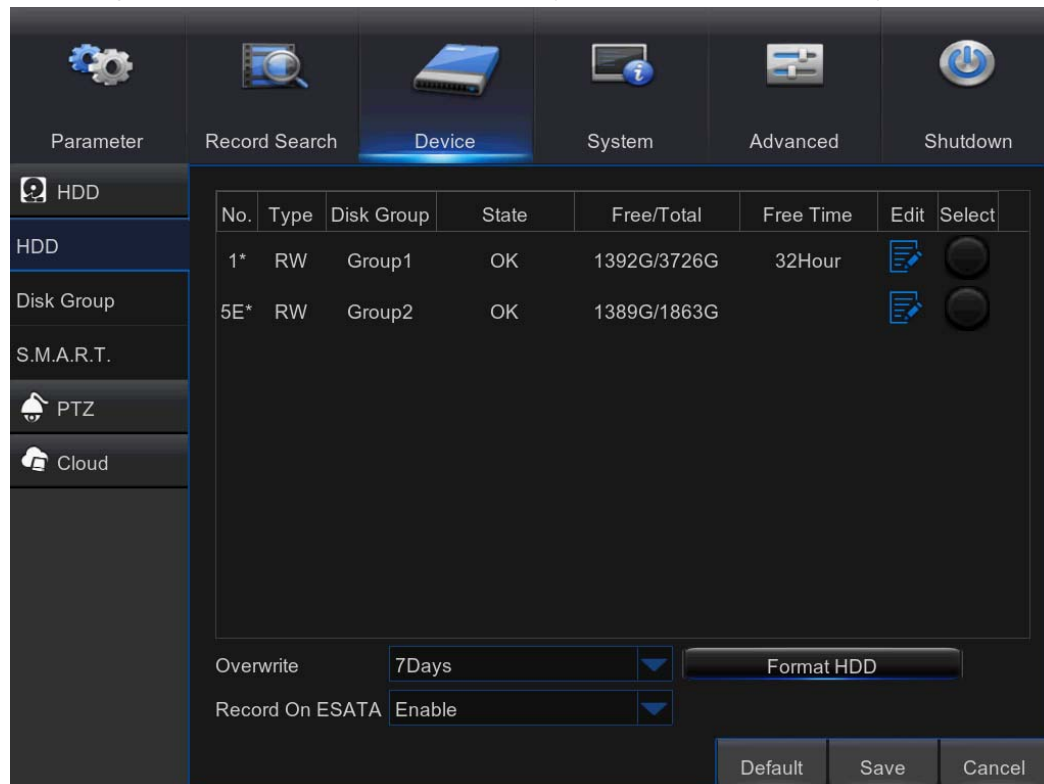 Parameter Record Search Device System Advanced Shutdown
HDD
No. Type Disk Group State Free/Total Free Time Edit Select
HDD
1* RW Group1 OK 1392G/3726G 32Hour
Disk Group
5E* RW Group2 OK 1389G/1863G
S.M.A.R.T.
PTZ
Cloud
Overwrite 7Days Format HDD
Record On ESATA Enable
Default Save Cancel